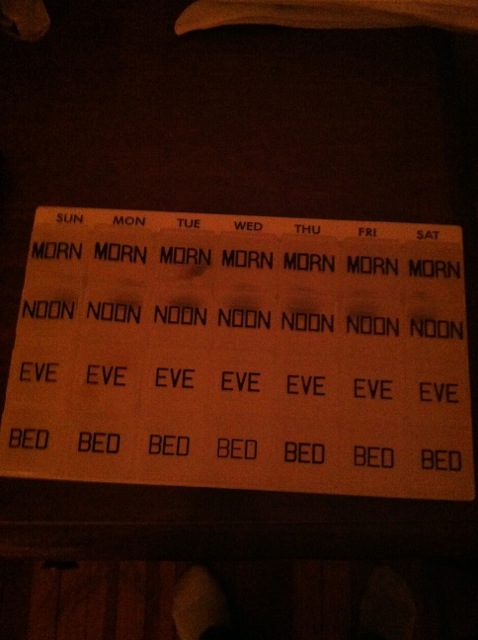 SUN MON TUE WED THU FRI SAT
MORN MORN MORN MORN MORN MORN MORN
NOON NOON NOON NOON NOON NOON NOON
EVE EVE EVE EVE EVE EVE EVE
BED BED BED BED BED BED BED